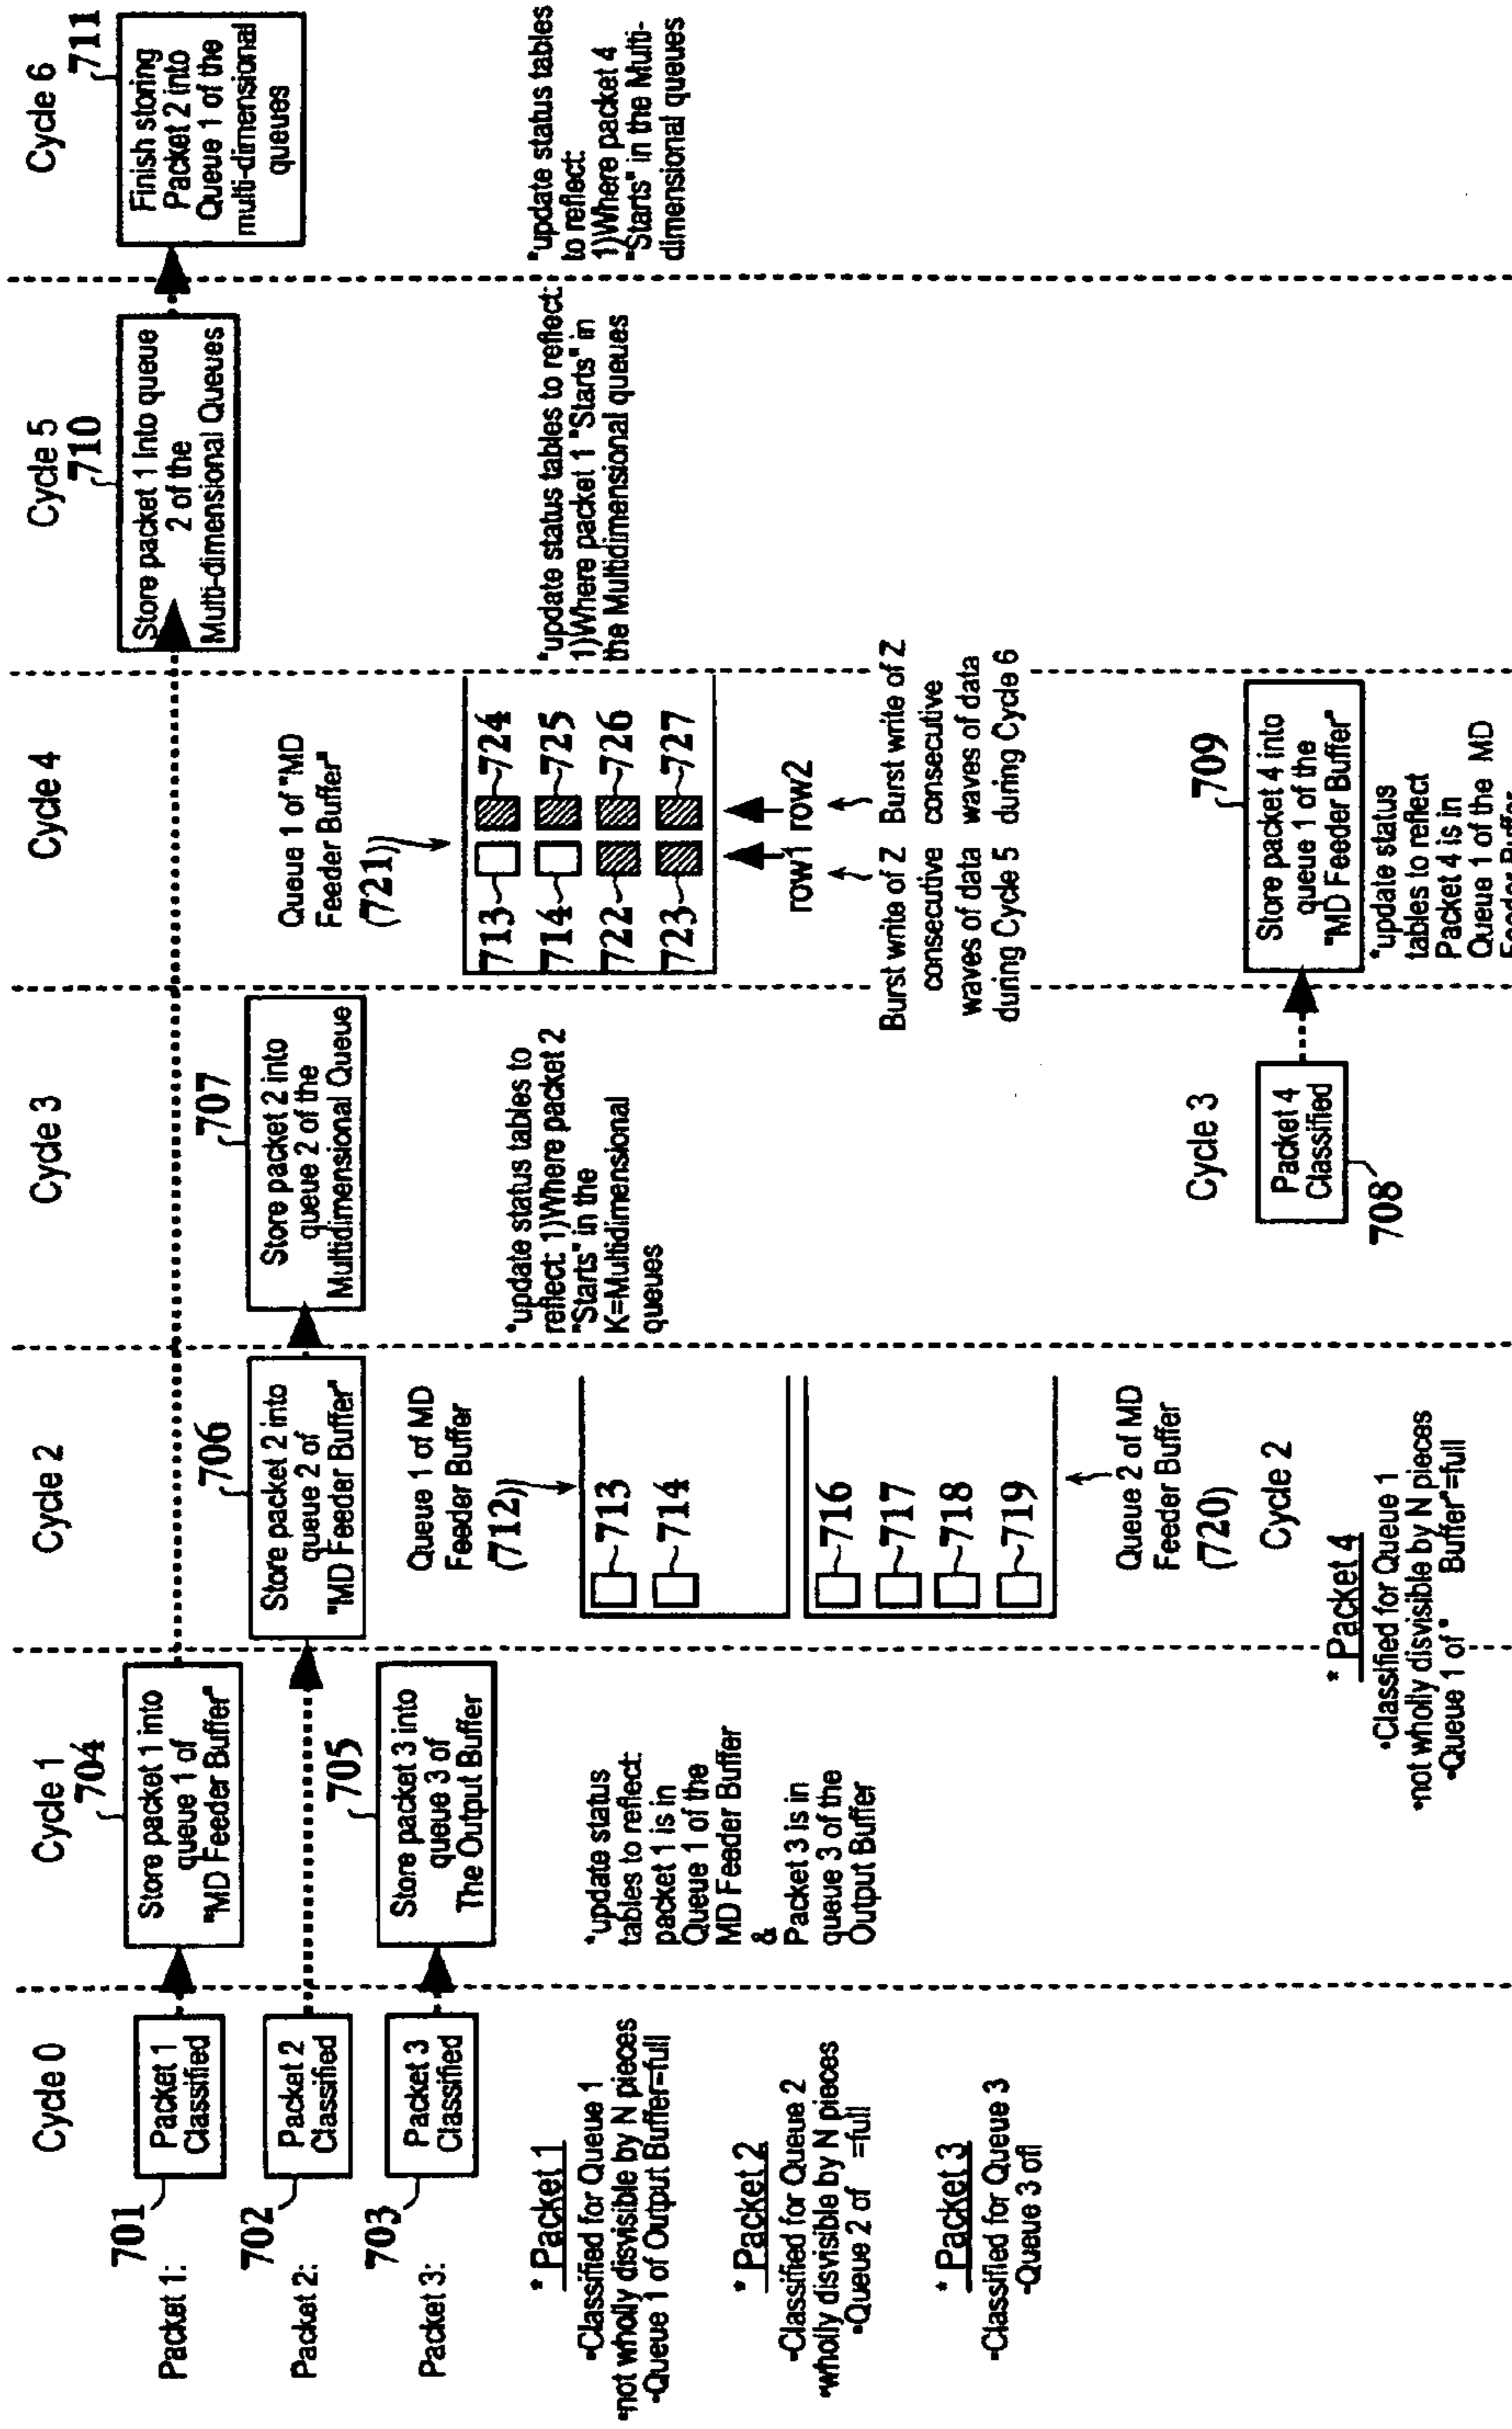 Cycle 0
Packet 1:
701
Packet 1
Classified
Packet 2:
702
Packet 2
Classified
Packet 3:
703
Packet 3
Classified
* Packet 1
•Classified for Queue 1
•not wholly disvisible by N pieces
•Queue 1 of Output Buffer=full
* Packet 2
•Classified for Queue 2
•wholly disvisible by N pieces
•Queue 2 of =full
* Packet 3
•Classified for Queue 3
•Queue 3 of
Cycle 1
704
Store packet 1 into
queue 1 of
"MD Feeder Buffer"
705
Store packet 3 into
queue 3 of
The Output Buffer
*update status
tables to reflect:
packet 1 is in
Queue 1 of the
MD Feeder Buffer
&
Packet 3 is in
queue 3 of the
Output Buffer
Cycle 2
706
Store packet 2 into
queue 2 of
"MD Feeder Buffer"
Queue 1 of MD
Feeder Buffer
(712)
713
714
716
717
718
719
Queue 2 of MD
Feeder Buffer
(720)
Cycle 2
* Packet 4
•Classified for Queue 1
•not wholly disvisible by N pieces
•Queue 1 of " Buffer"=full
Cycle 3
707
Store packet 2 into
queue 2 of the
Multidimensional Queue
*update status tables to
reflect: 1)Where packet 2
"Starts" in the
K=Multidimensional
queues
Cycle 3
Packet 4
Classified
708
Cycle 4
Queue 1 of "MD
Feeder Buffer"
(721)
713 724
714 725
722 726
723 727
row1 row2
Burst write of Z
consecutive
waves of data
during Cycle 5
Burst write of Z
consecutive
waves of data
during Cycle 6
709
Store packet 4 into
queue 1 of the
"MD Feeder Buffer"
*update status
tables to reflect
Packet 4 is in
Queue 1 of the MD
Feeder Buffer
Cycle 5
710
Store packet 1 into queue
2 of the
Multi-dimensional Queues
*update status tables to reflect:
1)Where packet 1 "Starts" in
the Multidimensional queues
Cycle 6
711
Finish storing
Packet 2 into
Queue 1 of the
multi-dimensional
queues
*update status tables
to reflect:
1)Where packet 4
"Starts" in the Multi-
dimensional queues